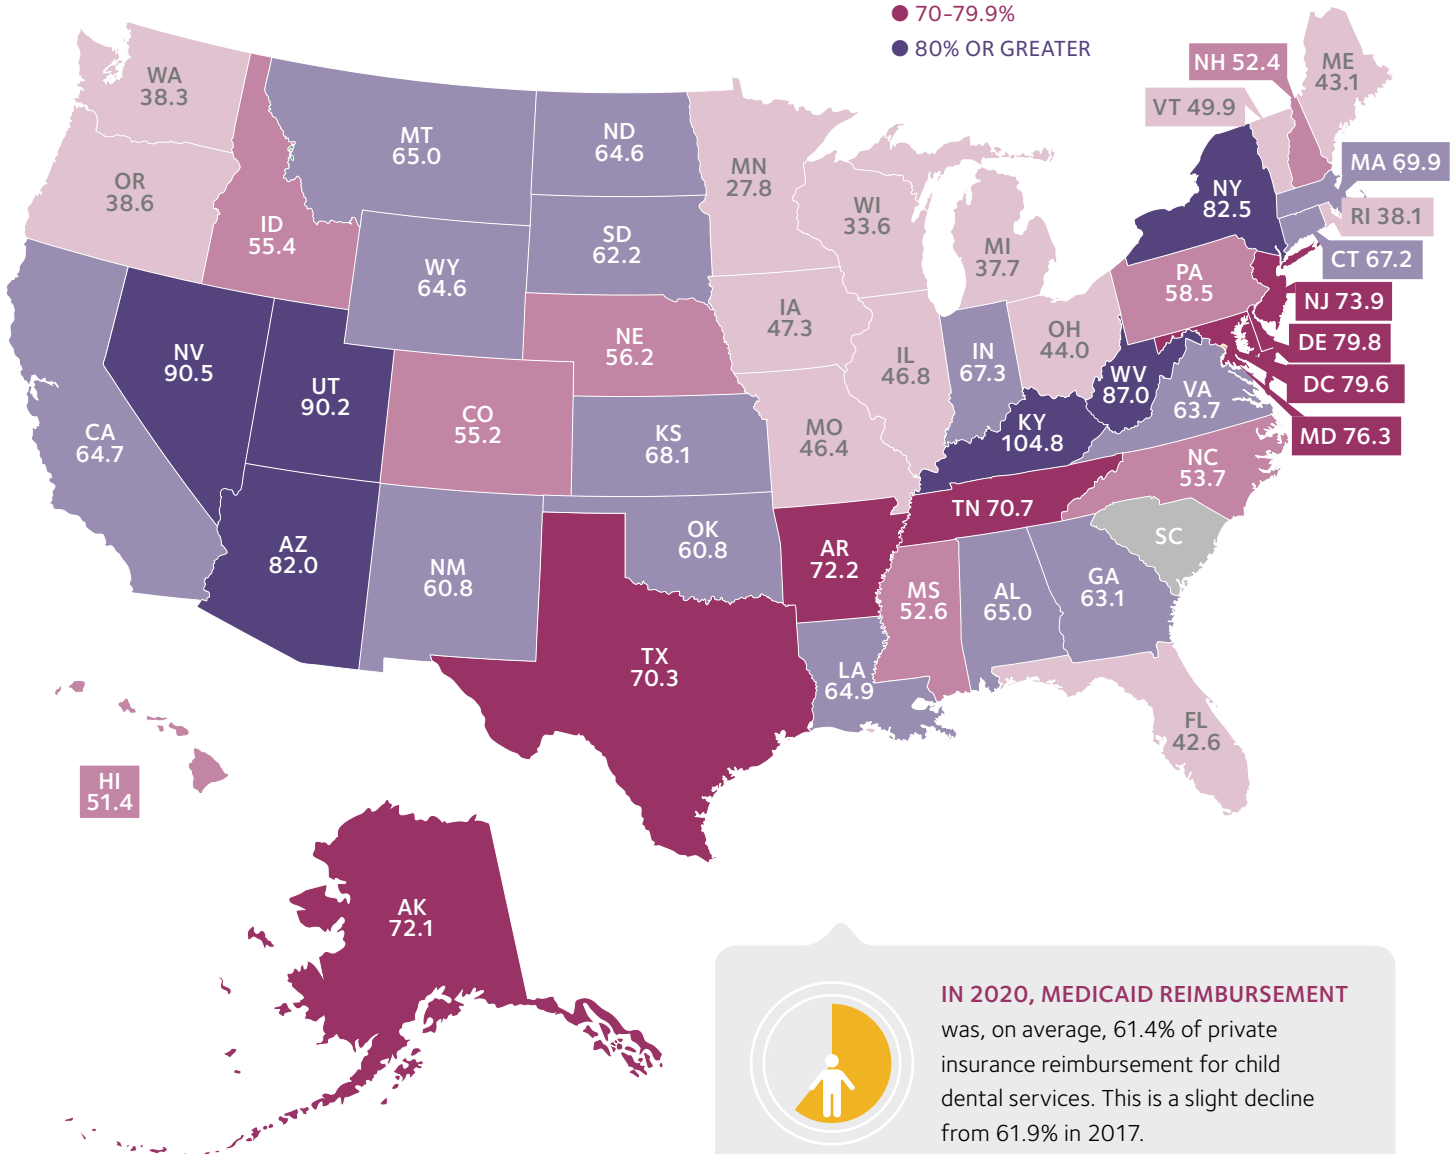 70–79.9%
80% OR GREATER
WA
38.3
OR
38.6
ID
55.4
MT
65.0
ND
64.6
MN
27.8
WI
33.6
MI
37.7
NH 52.4
ME
43.1
VT 49.9
NY
82.5
MA 69.9
RI 38.1
CT 67.2
SD
62.2
WY
64.6
NE
56.2
IA
47.3
IL
46.8
IN
67.3
OH
44.0
PA
58.5
NJ 73.9
DE 79.8
DC 79.6
MD 76.3
NV
90.5
UT
90.2
CO
55.2
KS
68.1
MO
46.4
KY
104.8
WV
87.0
VA
63.7
NC
53.7
CA
64.7
AZ
82.0
NM
60.8
OK
60.8
AR
72.2
TN 70.7
SC
MS
52.6
AL
65.0
GA
63.1
TX
70.3
LA
64.9
FL
42.6
HI
51.4
AK
72.1
IN 2020, MEDICAID REIMBURSEMENT
was, on average, 61.4% of private
insurance reimbursement for child
dental services. This is a slight decline
from 61.9% in 2017.